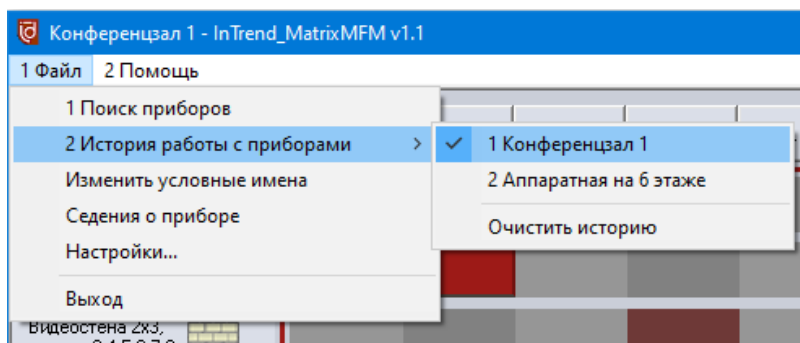 Конференцзал 1 - InTrend_MatrixMFM v1.1
1 Файл 2 Помощь
1 Поиск приборов
2 История работы с приборами
1 Конференцзал 1
Изменить условные имена
2 Аппаратная на 6 этаже
Седения о приборе
Очистить историю
Настройки...
Выход
Видеостена 2х3,